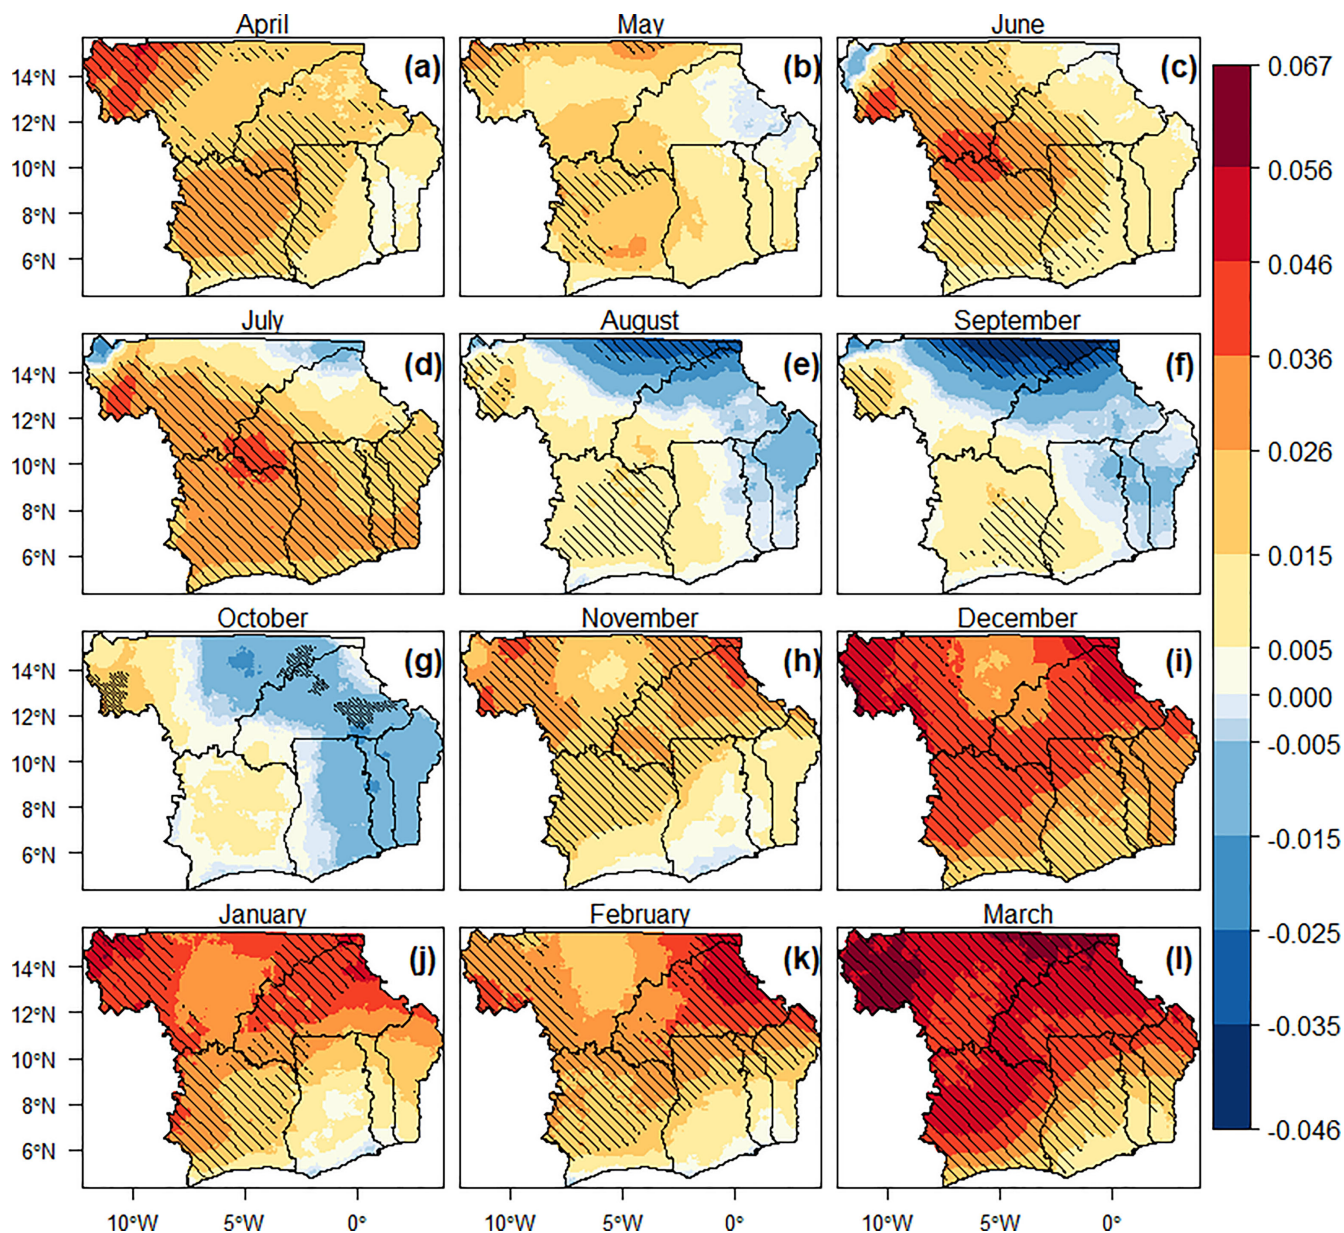 April
May
June
(a)
(b)
(c)
14°N
12°N
10°N
8°N
6°N
July
August
September
(d)
(e)
(f)
14°N
12°N
10°N
8°N
6°N
October
November
December
(g)
(h)
(i)
14°N
12°N
10°N
8°N
6°N
January
February
March
(j)
(k)
(l)
14°N
12°N
10°N
8°N
6°N
10°W 5°W 0°
10°W 5°W 0°
10°W 5°W 0°
0.067
0.056
0.046
0.036
0.026
0.015
0.005
0.000
-0.005
-0.015
-0.025
-0.035
-0.046